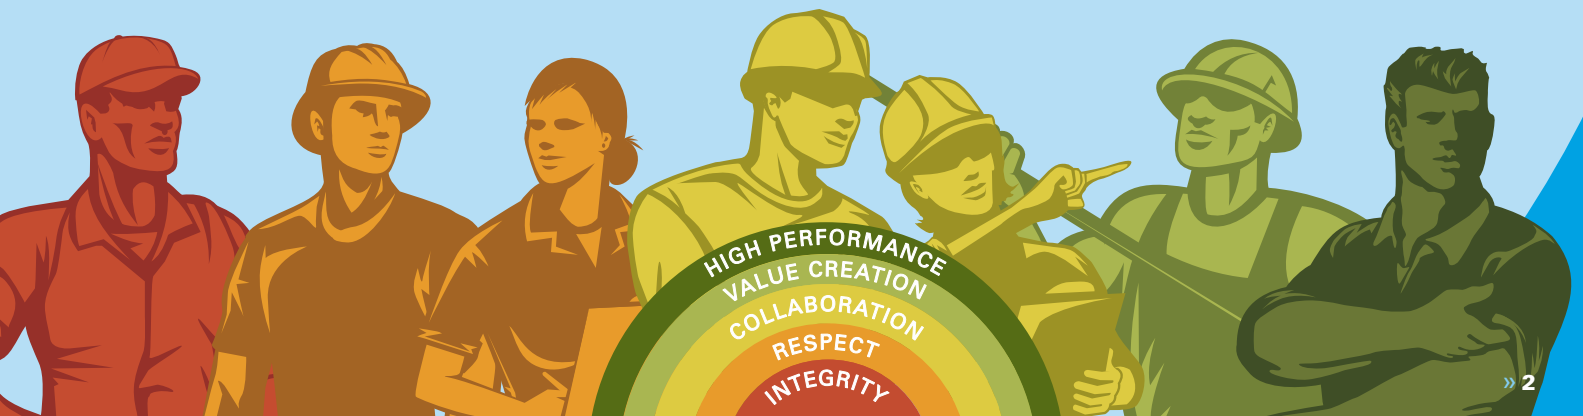 HIGH PERFORMANCE
VALUE CREATION
COLLABORATION
RESPECT
INTEGRITY
» 2